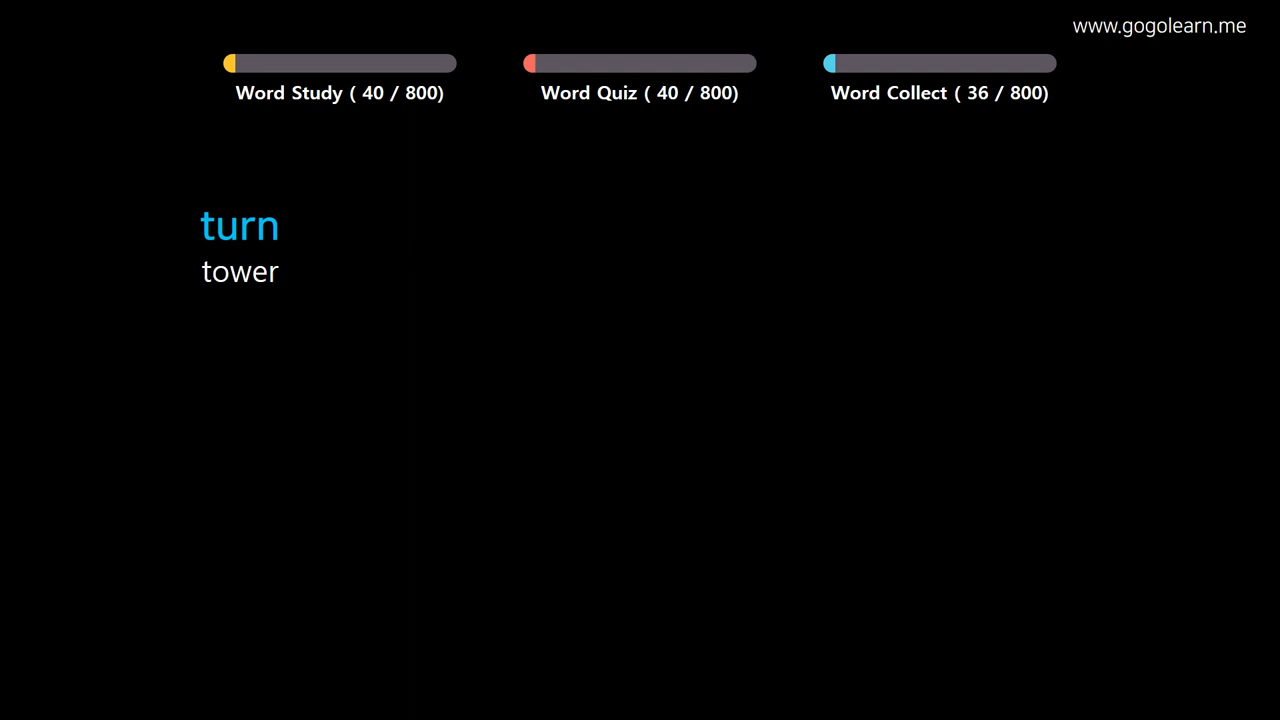 www.gogolearn.me
Word Study ( 40 / 800)
Word Quiz ( 40 / 800)
Word Collect ( 36 / 800)
turn
tower